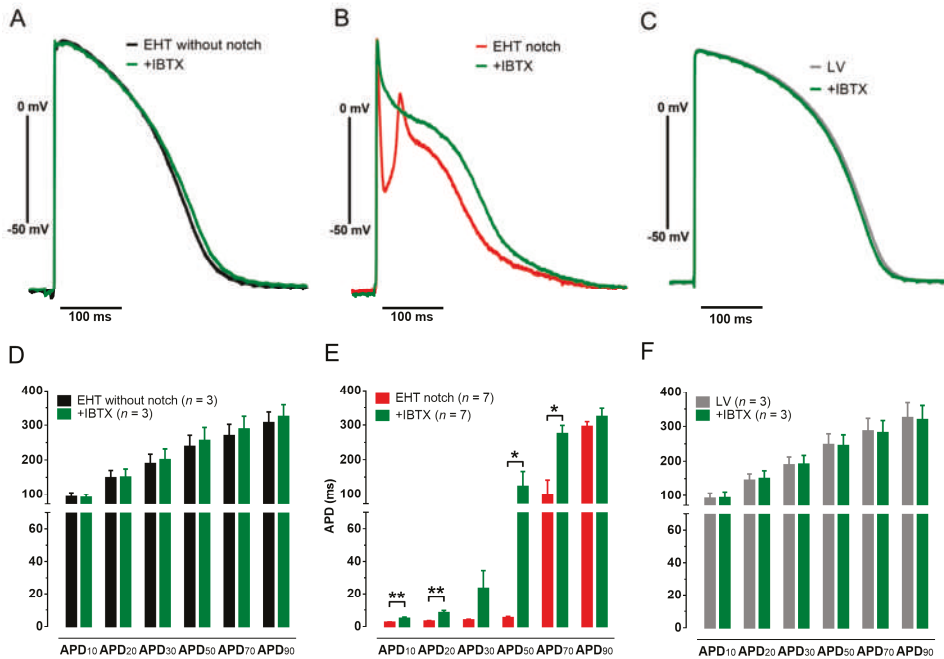 A
EHT without notch
+IBTX
0 mV
-50 mV
100 ms
B
EHT notch
+IBTX
0 mV
-50 mV
100 ms
C
LV
+IBTX
0 mV
-50 mV
100 ms
D
EHT without notch (n = 3)
+IBTX (n = 3)
400
300
200
100
60
40
20
0
APD10 APD20 APD30 APD50 APD70 APD90
E
EHT notch (n = 7)
+IBTX (n = 7)
APD (ms)
400
300
200
100
60
40
20
0
** ** * *
APD10 APD20 APD30 APD50 APD70 APD90
F
LV (n = 3)
+IBTX (n = 3)
400
300
200
100
60
40
20
0
APD10 APD20 APD30 APD50 APD70 APD90